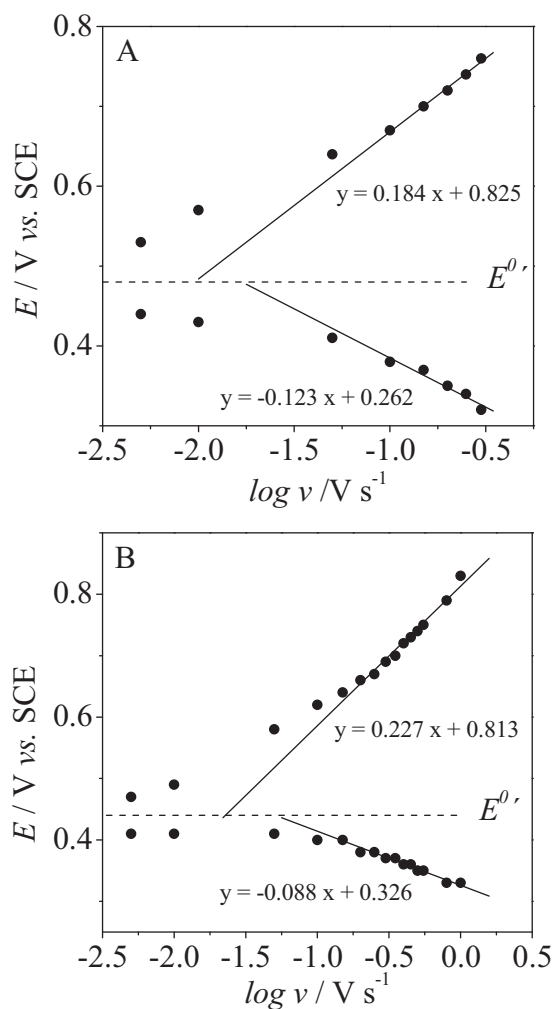 A
0.8
0.6
0.4
E / V vs. SCE
y = 0.184 x + 0.825
E⁰´
y = -0.123 x + 0.262
-2.5 -2.0 -1.5 -1.0 -0.5
log v /V s⁻¹
B
0.8
0.6
0.4
E / V vs. SCE
y = 0.227 x + 0.813
E⁰´
y = -0.088 x + 0.326
-2.5 -2.0 -1.5 -1.0 -0.5 0.0 0.5
log v / V s⁻¹